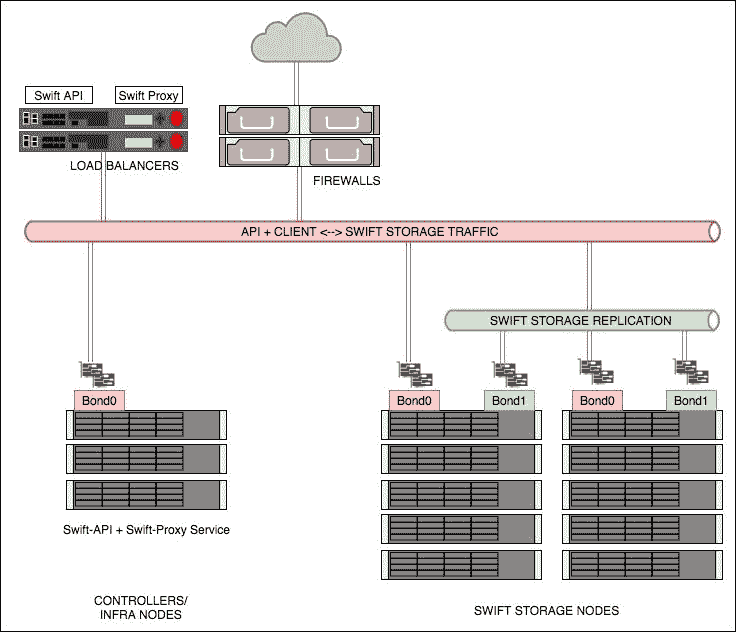 Swift API
Swift Proxy
LOAD BALANCERS
FIREWALLS
API + CLIENT <--> SWIFT STORAGE TRAFFIC
SWIFT STORAGE REPLICATION
Bond0
Bond0
Bond1
Bond0
Bond1
Swift-API + Swift-Proxy Service
CONTROLLERS/
INFRA NODES
SWIFT STORAGE NODES